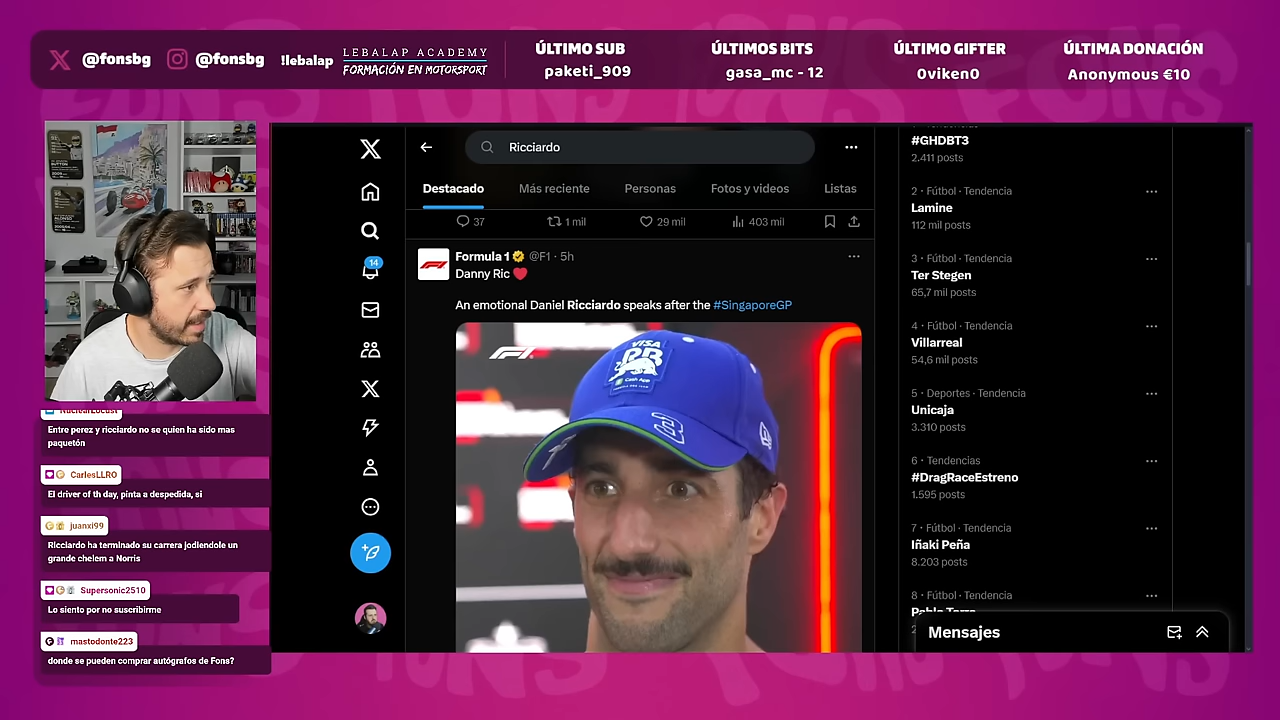 @fonsbg
@fonsbg
!lebalap
LEBALAP ACADEMY
FORMACIÓN EN MOTORSPORT
ÚLTIMO SUB
paketi_909
ÚLTIMOS BITS
gasa_mc - 12
ÚLTIMO GIFTER
0viken0
ÚLTIMA DONACIÓN
Anonymous €10
Ricciardo
Destacado
Más reciente
Personas
Fotos y videos
Listas
37
1 mil
29 mil
403 mil
14
Formula 1 @F1 · 5h
Danny Ric
An emotional Daniel Ricciardo speaks after the #SingaporeGP
VISA
RB
Cash App
#GHDBT3
2.411 posts
2 · Fútbol · Tendencia
Lamine
112 mil posts
3 · Fútbol · Tendencia
Ter Stegen
65,7 mil posts
4 · Fútbol · Tendencia
Villarreal
54,6 mil posts
5 · Deportes · Tendencia
Unicaja
3.310 posts
6 · Tendencias
#DragRaceEstreno
1.595 posts
7 · Fútbol · Tendencia
Iñaki Peña
8.203 posts
8 · Fútbol · Tendencia
Mensajes
Entre perez y ricciardo no se quien ha sido mas
paquetón
CarlesLLRO
El driver of th day, pinta a despedida, si
juanxi99
Ricciardo ha terminado su carrera jodiendole un
grande chelem a Norris
Supersonic2510
Lo siento por no suscribirme
mastodonte223
donde se pueden comprar autógrafos de Fons?